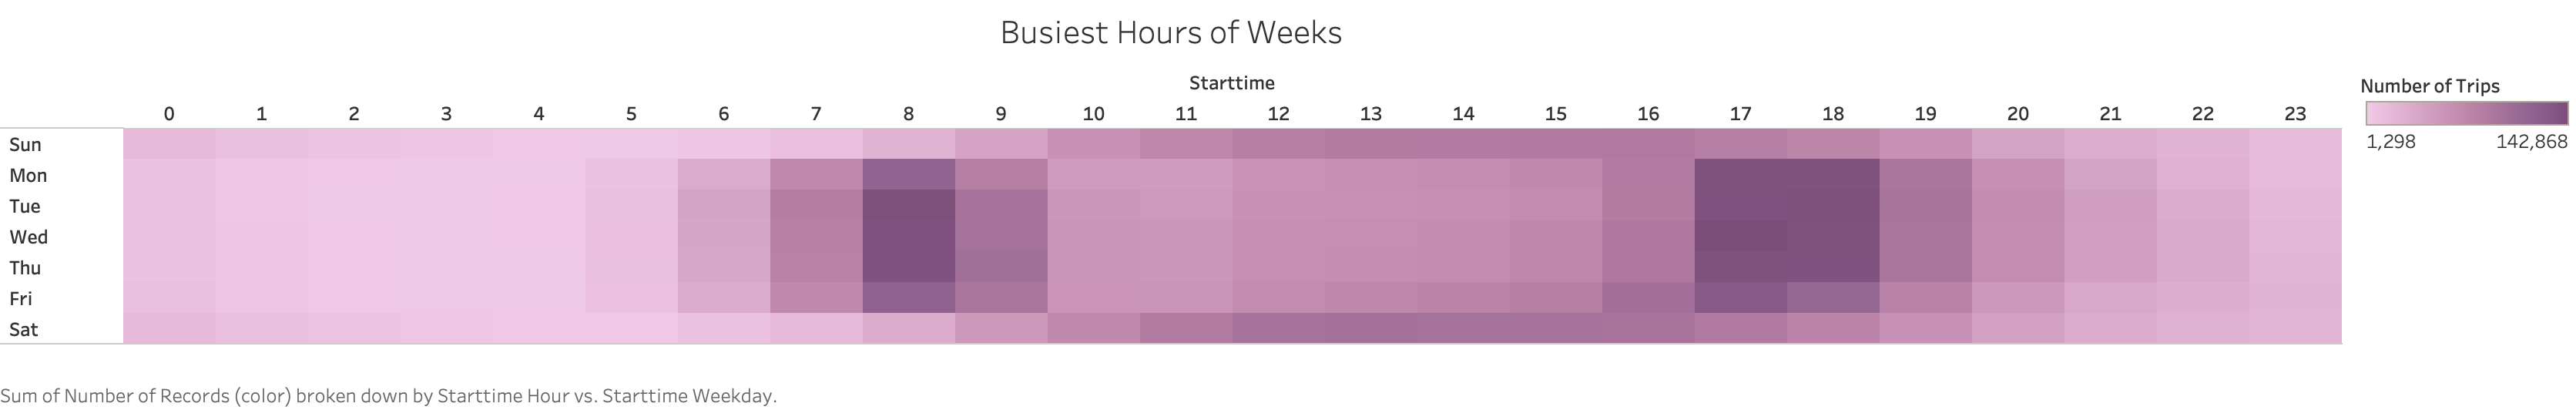 Busiest Hours of Weeks
Starttime
Number of Trips
0 1 2 3 4 5 6 7 8 9 10 11 12 13 14 15 16 17 18 19 20 21 22 23
1,298 142,868
Sun
Mon
Tue
Wed
Thu
Fri
Sat
Sum of Number of Records (color) broken down by Starttime Hour vs. Starttime Weekday.